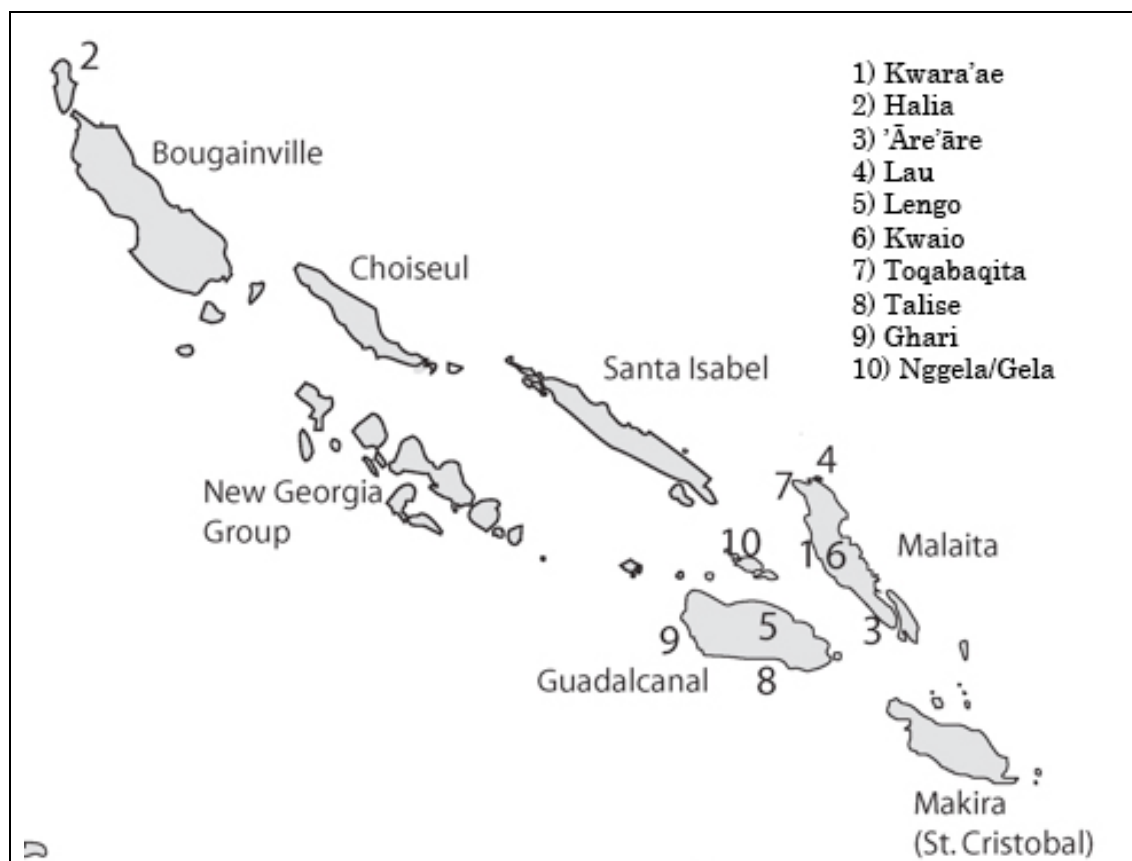 2
Bougainville
Choiseul
Santa Isabel
New Georgia
Group
1) Kwara’ae
2) Halia
3) ’Āre’āre
4) Lau
5) Lengo
6) Kwaio
7) Toqabaqita
8) Talise
9) Ghari
10) Nggela/Gela
4
7
10
1 6
Malaita
5
3
9
Guadalcanal
8
Makira
(St. Cristobal)